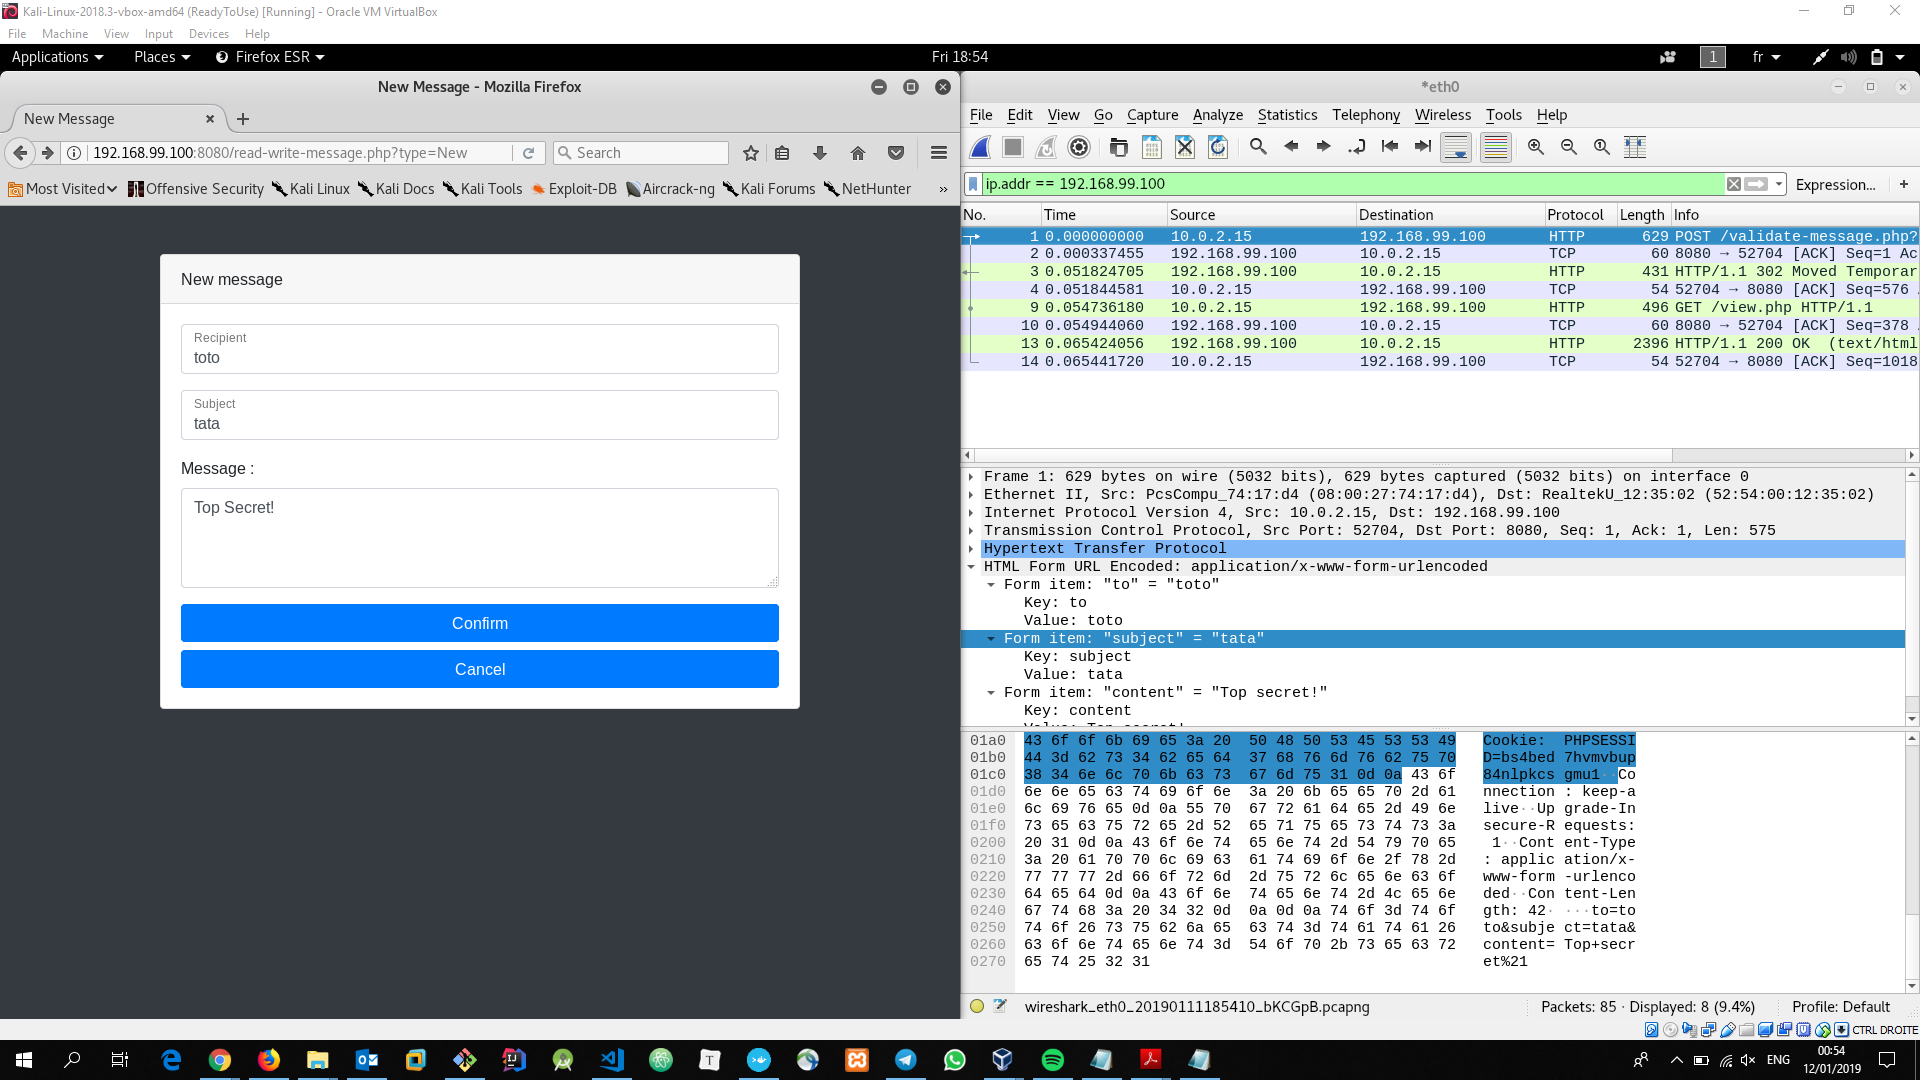 Kali-Linux-2018.3-vbox-amd64 (ReadyToUse) [Running] - Oracle VM VirtualBox
File Machine View Input Devices Help
Applications Places Firefox ESR Fri 18:54 1 fr
New Message - Mozilla Firefox
New Message
192.168.99.100:8080/read-write-message.php?type=New Search
Most Visited Offensive Security Kali Linux Kali Docs Kali Tools Exploit-DB Aircrack-ng Kali Forums NetHunter »
New message
Recipient
toto
Subject
tata
Message :
Top Secret!
Confirm
Cancel
*eth0
File Edit View Go Capture Analyze Statistics Telephony Wireless Tools Help
ip.addr == 192.168.99.100 Expression... +
No. Time Source Destination Protocol Length Info
1 0.000000000 10.0.2.15 192.168.99.100 HTTP 629 POST /validate-message.php?
2 0.000337455 192.168.99.100 10.0.2.15 TCP 60 8080 → 52704 [ACK] Seq=1 Ac
3 0.051824705 192.168.99.100 10.0.2.15 HTTP 431 HTTP/1.1 302 Moved Temporar
4 0.051844581 10.0.2.15 192.168.99.100 TCP 54 52704 → 8080 [ACK] Seq=576
9 0.054736180 10.0.2.15 192.168.99.100 HTTP 496 GET /view.php HTTP/1.1
10 0.054944060 192.168.99.100 10.0.2.15 TCP 60 8080 → 52704 [ACK] Seq=378
13 0.065424056 192.168.99.100 10.0.2.15 HTTP 2396 HTTP/1.1 200 OK (text/html
14 0.065441720 10.0.2.15 192.168.99.100 TCP 54 52704 → 8080 [ACK] Seq=1018
Frame 1: 629 bytes on wire (5032 bits), 629 bytes captured (5032 bits) on interface 0
Ethernet II, Src: PcsCompu_74:17:d4 (08:00:27:74:17:d4), Dst: RealtekU_12:35:02 (52:54:00:12:35:02)
Internet Protocol Version 4, Src: 10.0.2.15, Dst: 192.168.99.100
Transmission Control Protocol, Src Port: 52704, Dst Port: 8080, Seq: 1, Ack: 1, Len: 575
Hypertext Transfer Protocol
HTML Form URL Encoded: application/x-www-form-urlencoded
Form item: "to" = "toto"
Key: to
Value: toto
Form item: "subject" = "tata"
Key: subject
Value: tata
Form item: "content" = "Top secret!"
Key: content
Value: Top secret!
01a0 43 6f 6f 6b 69 65 3a 20 50 48 50 53 45 53 53 49 Cookie: PHPSESSI
01b0 44 3d 62 73 34 62 65 64 37 68 76 6d 76 62 75 70 D=bs4bed 7hvmvbup
01c0 38 34 6e 6c 70 6b 63 73 67 6d 75 31 0d 0a 43 6f 84nlpkcs gmu1··Co
01d0 6e 6e 65 63 74 69 6f 6e 3a 20 6b 65 65 70 2d 61 nnection : keep-a
01e0 6c 69 76 65 0d 0a 55 70 67 72 61 64 65 2d 49 6e live··Up grade-In
01f0 73 65 63 75 72 65 2d 52 65 71 75 65 73 74 73 3a secure-R equests:
0200 20 31 0d 0a 43 6f 6e 74 65 6e 74 2d 54 79 70 65 1··Cont ent-Type
0210 3a 20 61 70 70 6c 69 63 61 74 69 6f 6e 2f 78 2d : applic ation/x-
0220 77 77 77 2d 66 6f 72 6d 2d 75 72 6c 65 6e 63 6f www-form -urlenco
0230 64 65 64 0d 0a 43 6f 6e 74 65 6e 74 2d 4c 65 6e ded··Con tent-Len
0240 67 74 68 3a 20 34 32 0d 0a 0d 0a 74 6f 3d 74 6f gth: 42· ···to=to
0250 74 6f 26 73 75 62 6a 65 63 74 3d 74 61 74 61 26 to&subje ct=tata&
0260 63 6f 6e 74 65 6e 74 3d 54 6f 70 2b 73 65 63 72 content= Top+secr
0270 65 74 25 32 31 et%21
wireshark_eth0_20190111185410_bKCGpB.pcapng Packets: 85 · Displayed: 8 (9.4%) Profile: Default
CTRL DROITE
ENG 00:54
12/01/2019